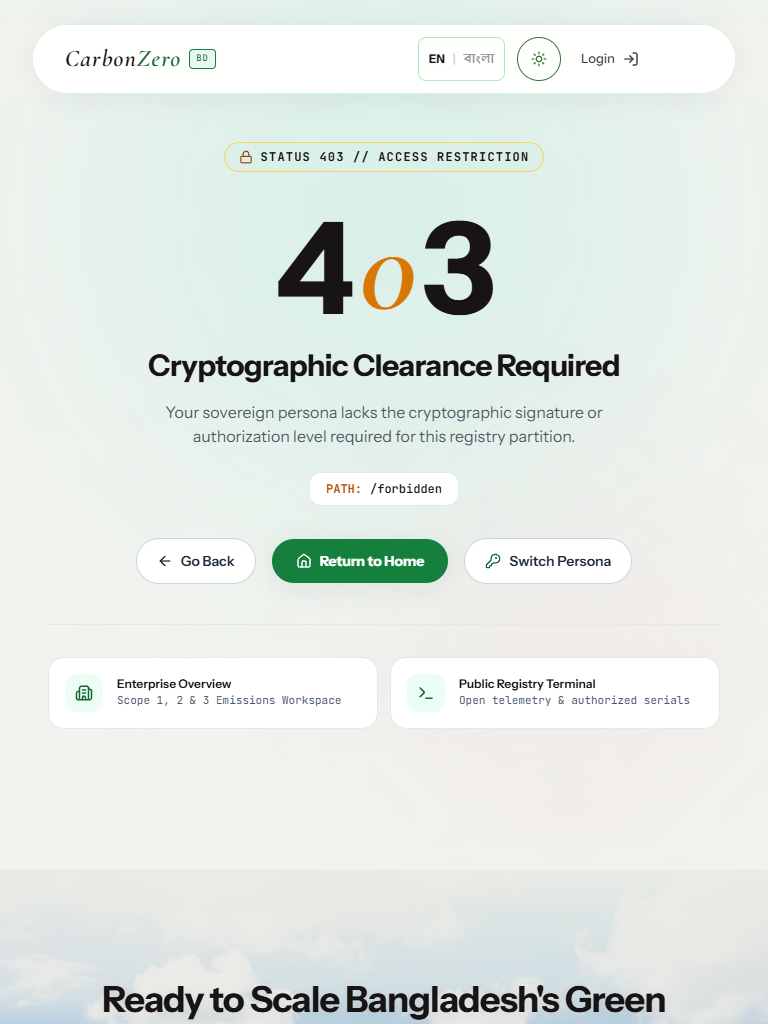 CarbonZero BD
EN | বাংলা
Login
STATUS 403 // ACCESS RESTRICTION
403
Cryptographic Clearance Required
Your sovereign persona lacks the cryptographic signature or
authorization level required for this registry partition.
PATH: /forbidden
Go Back
Return to Home
Switch Persona
Enterprise Overview
Scope 1, 2 & 3 Emissions Workspace
Public Registry Terminal
Open telemetry & authorized serials
Ready to Scale Bangladesh's Green